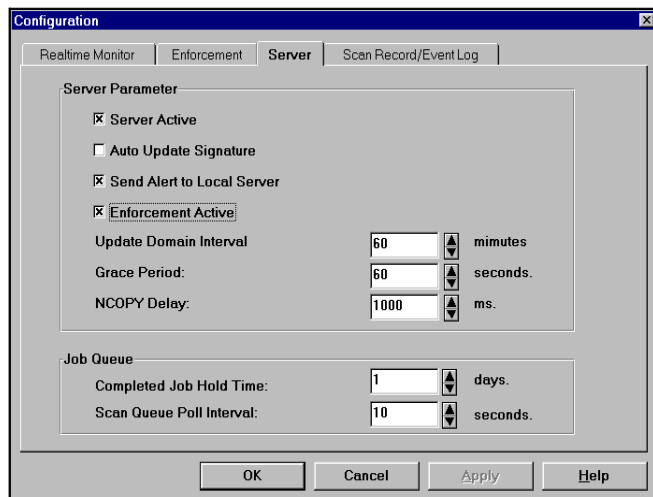 Configuration
Realtime Monitor Enforcement Server Scan Record/Event Log
Server Parameter
Server Active
Auto Update Signature
Send Alert to Local Server
Enforcement Active
Update Domain Interval 60 mimutes
Grace Period: 60 seconds.
NCOPY Delay: 1000 ms.
Job Queue
Completed Job Hold Time: 1 days.
Scan Queue Poll Interval: 10 seconds.
OK Cancel Apply Help